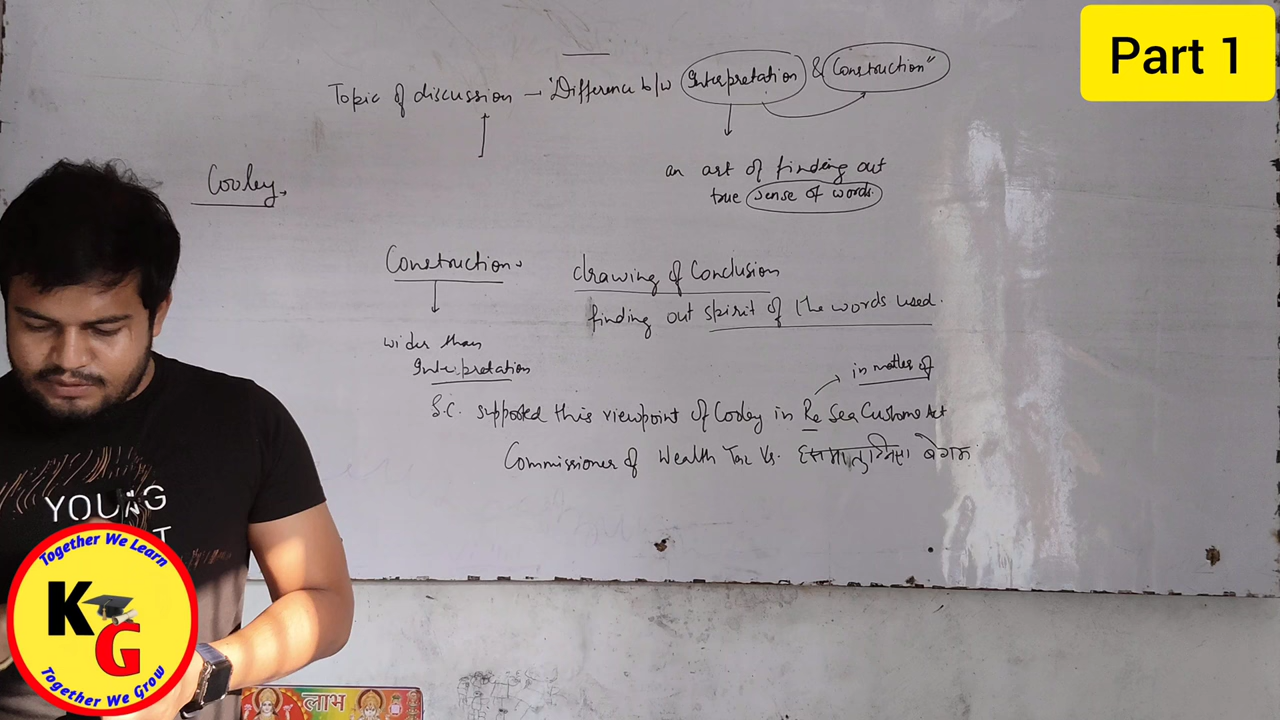 Part 1
Topic of discussion → "Difference b/w Interpretation & Construction"
an art of finding out
true sense of words.
Cooley
Construction
drawing of Conclusion
finding out spirit of the words used.
wider than
Interpretation
in matter of
S.C. supported this viewpoint of Cooley in Re Sea Customs Act
Commissioner of Wealth Tax Vs. बेगम
YOUNG
Together We Learn
KG
Together We Grow
लाभ